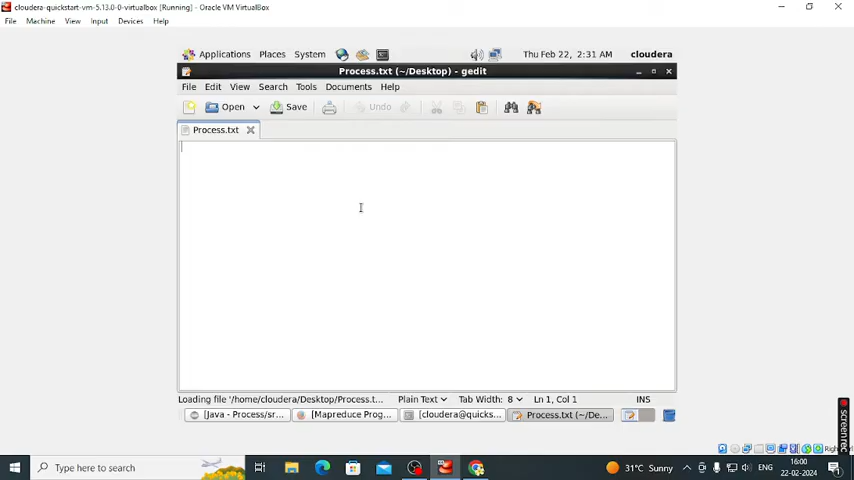 cloudera-quickstart-vm-5.13.0-0-virtualbox [Running] - Oracle VM VirtualBox
File Machine View Input Devices Help
Applications Places System Thu Feb 22, 2:31 AM cloudera
Process.txt (~/Desktop) - gedit
File Edit View Search Tools Documents Help
Open Save Undo
Process.txt
Loading file '/home/cloudera/Desktop/Process.t... Plain Text Tab Width: 8 Ln 1, Col 1 INS
[Java - Process/sr... [Mapreduce Prog... [cloudera@quicks... Process.txt (~/De...
Type here to search 31°C Sunny ENG 16:00
22-02-2024